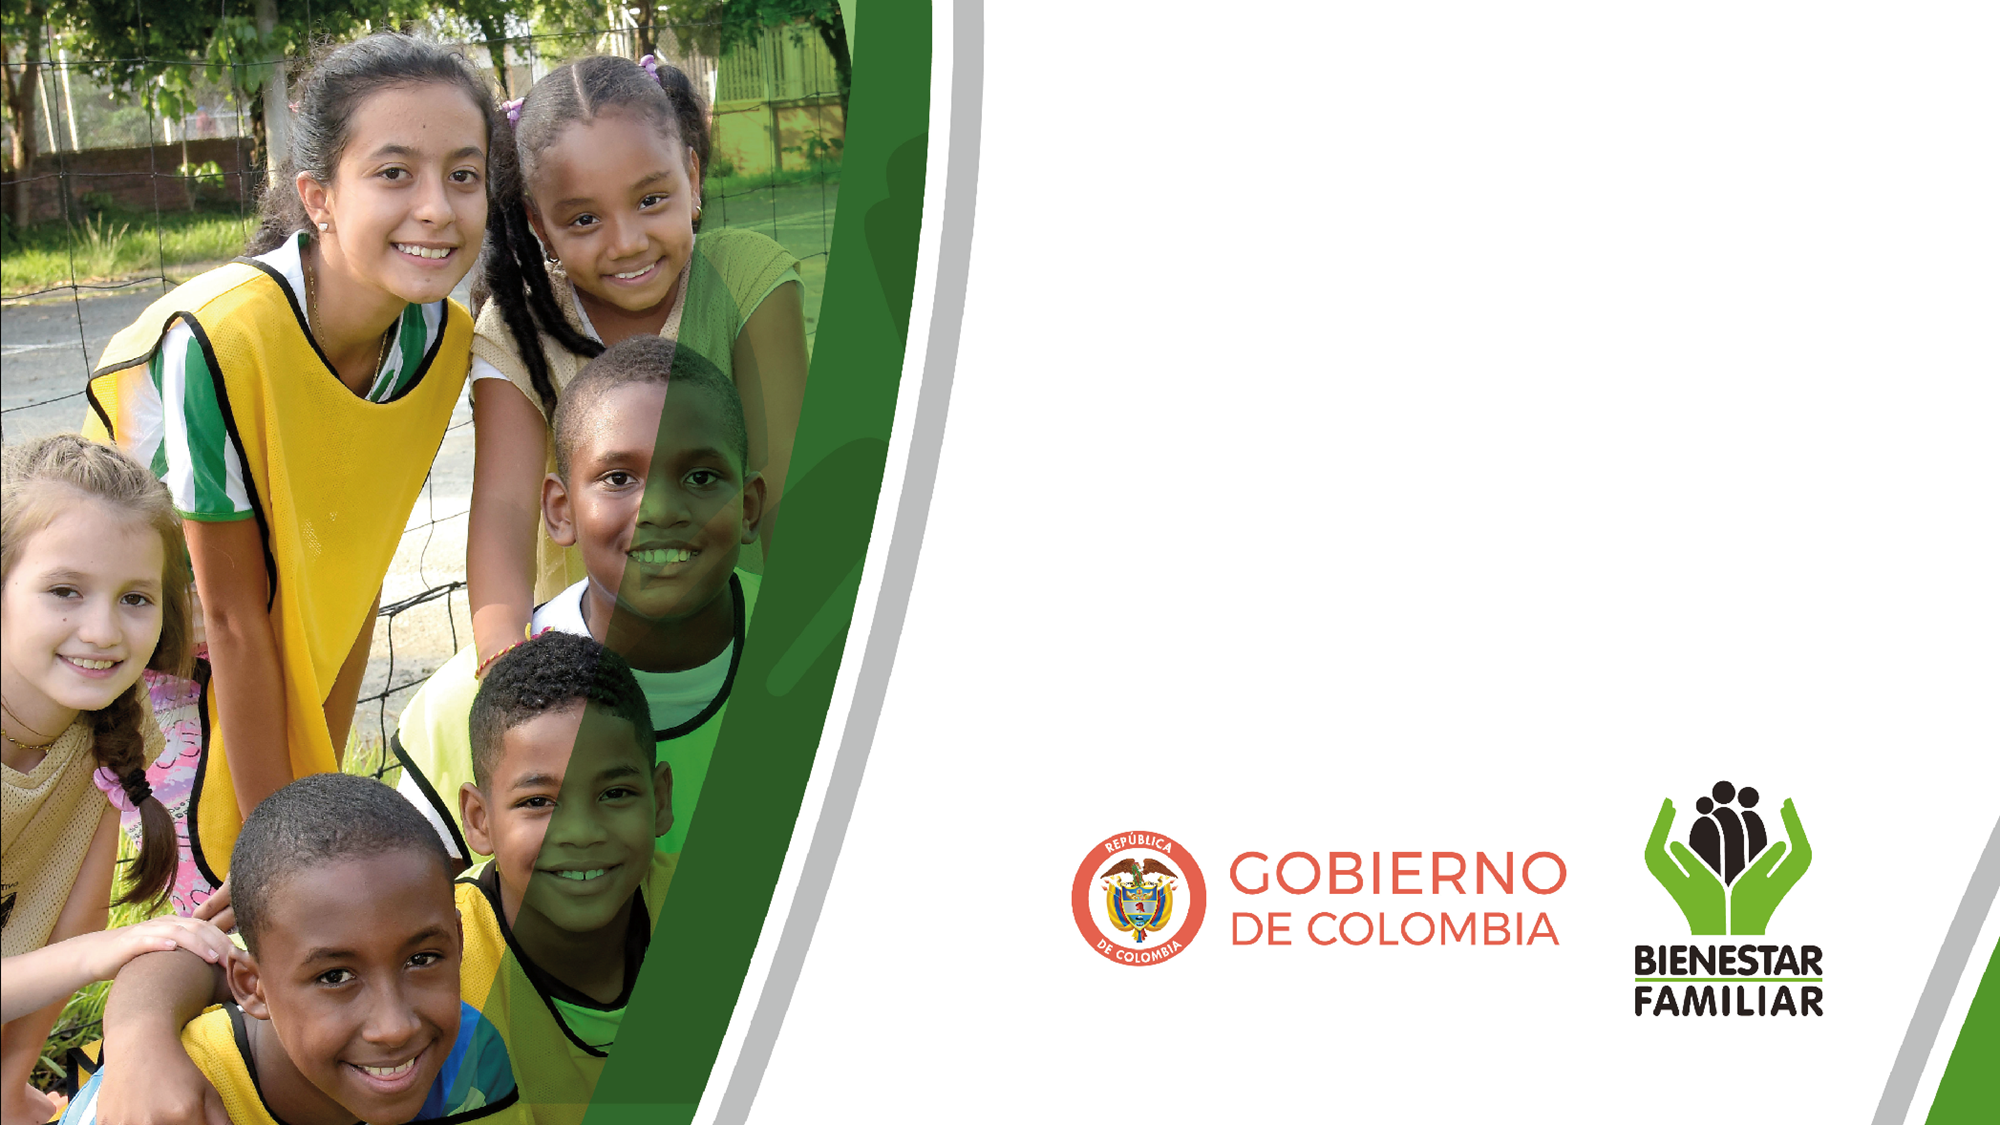 REPÚBLICA
DE COLOMBIA
GOBIERNO
DE COLOMBIA
BIENESTAR
FAMILIAR